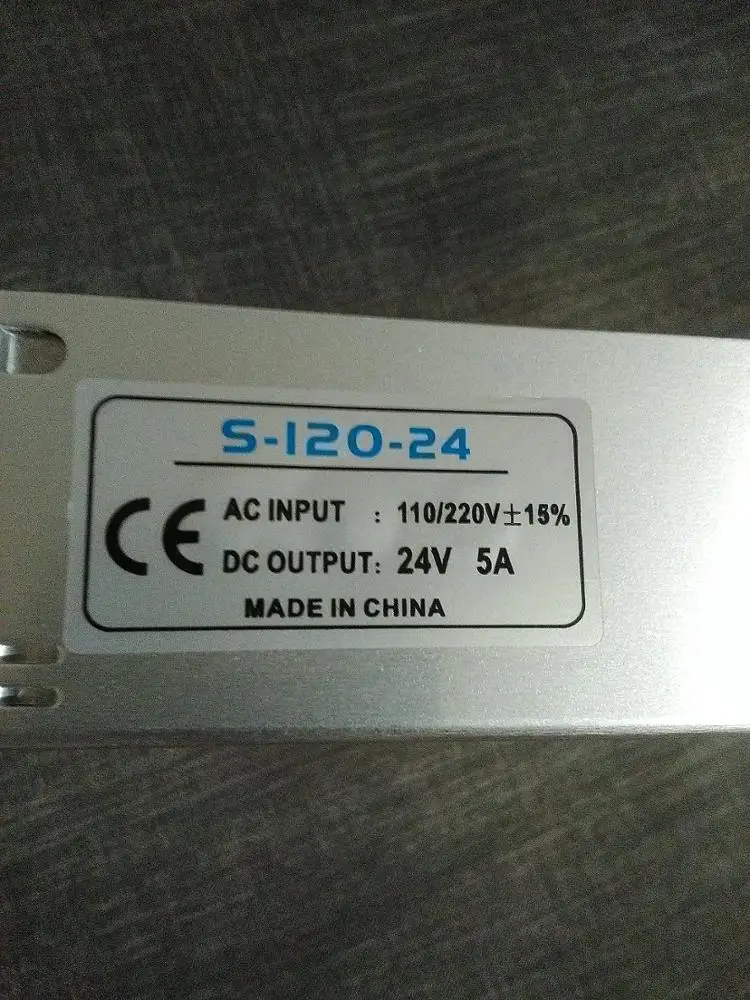 S-120-24
CE AC INPUT : 110/220V±15%
DC OUTPUT: 24V 5A
MADE IN CHINA